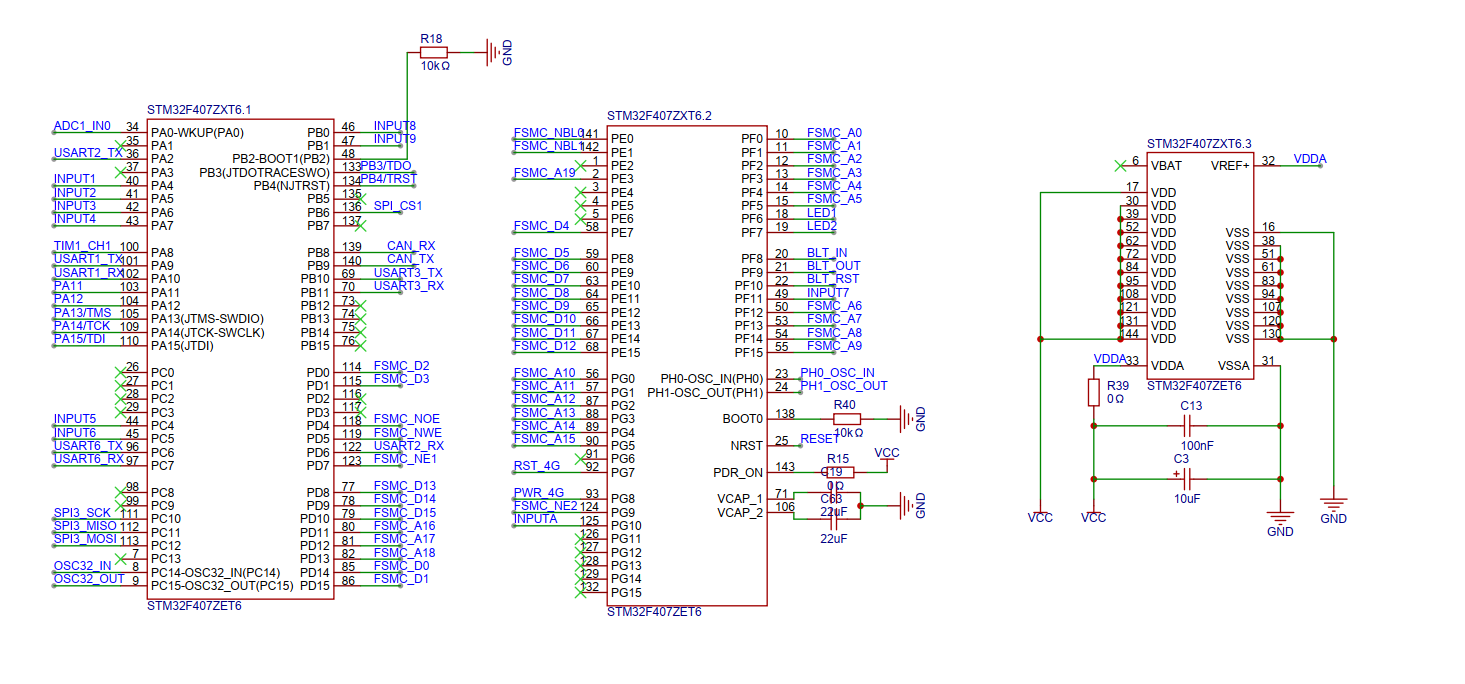 R18
10kΩ
GND
STM32F407ZXT6.1
ADC1_IN0 34 PA0-WKUP(PA0) PB0 46 INPUT8
35 PA1 PB1 47 INPUT9
USART2_TX 36 PA2 PB2-BOOT1(PB2) 48
37 PA3 PB3(JTDOTRACESWO) 133 PB3/TDO
INPUT1 40 PA4 PB4(NJTRST) 134 PB4/TRST
INPUT2 41 PA5 PB5 135
INPUT3 42 PA6 PB6 136 SPI_CS1
INPUT4 43 PA7 PB7 137
TIM1_CH1 100 PA8 PB8 139 CAN_RX
USART1_TX 101 PA9 PB9 140 CAN_TX
USART1_RX 102 PA10 PB10 69 USART3_TX
PA11 103 PA11 PB11 70 USART3_RX
PA12 104 PA12 PB12 73
PA13/TMS 105 PA13(JTMS-SWDIO) PB13 74
PA14/TCK 109 PA14(JTCK-SWCLK) PB14 75
PA15/TDI 110 PA15(JTDI) PB15 76
26 PC0 PD0 114 FSMC_D2
27 PC1 PD1 115 FSMC_D3
28 PC2 PD2 116
29 PC3 PD3 117
INPUT5 44 PC4 PD4 118 FSMC_NOE
INPUT6 45 PC5 PD5 119 FSMC_NWE
USART6_TX 96 PC6 PD6 122 USART2_RX
USART6_RX 97 PC7 PD7 123 FSMC_NE1
98 PC8 PD8 77 FSMC_D13
99 PC9 PD9 78 FSMC_D14
SPI3_SCK 111 PC10 PD10 79 FSMC_D15
SPI3_MISO 112 PC11 PD11 80 FSMC_A16
SPI3_MOSI 113 PC12 PD12 81 FSMC_A17
7 PC13 PD13 82 FSMC_A18
OSC32_IN 8 PC14-OSC32_IN(PC14) PD14 85 FSMC_D0
OSC32_OUT 9 PC15-OSC32_OUT(PC15) PD15 86 FSMC_D1
STM32F407ZET6
STM32F407ZXT6.2
FSMC_NBL0 141 PE0 PF0 10 FSMC_A0
FSMC_NBL1 142 PE1 PF1 11 FSMC_A1
1 PE2 PF2 12 FSMC_A2
FSMC_A19 2 PE3 PF3 13 FSMC_A3
3 PE4 PF4 14 FSMC_A4
4 PE5 PF5 15 FSMC_A5
5 PE6 PF6 18 LED1
FSMC_D4 58 PE7 PF7 19 LED2
FSMC_D5 59 PE8 PF8 20 BLT_IN
FSMC_D6 60 PE9 PF9 21 BLT_OUT
FSMC_D7 63 PE10 PF10 22 BLT_RST
FSMC_D8 64 PE11 PF11 49 INPUT7
FSMC_D9 65 PE12 PF12 50 FSMC_A6
FSMC_D10 66 PE13 PF13 53 FSMC_A7
FSMC_D11 67 PE14 PF14 54 FSMC_A8
FSMC_D12 68 PE15 PF15 55 FSMC_A9
FSMC_A10 56 PG0 PH0-OSC_IN(PH0) 23 PH0_OSC_IN
FSMC_A11 57 PG1 PH1-OSC_OUT(PH1) 24 PH1_OSC_OUT
FSMC_A12 87 PG2
FSMC_A13 88 PG3 BOOT0 138 R40 10kΩ GND
FSMC_A14 89 PG4
FSMC_A15 90 PG5 NRST 25 RESET
91 PG6
RST_4G 92 PG7 PDR_ON 143 R15 0Ω VCC
PWR_4G 93 PG8 VCAP_1 71 C19 22uF GND
FSMC_NE2 124 PG9 VCAP_2 106 C63 22uF
INPUTA 125 PG10
126 PG11
127 PG12
128 PG13
129 PG14
132 PG15
STM32F407ZET6
STM32F407ZXT6.3
6 VBAT VREF+ 32 VDDA
17 VDD
30 VDD
39 VDD
52 VDD VSS 16
62 VDD VSS 38
72 VDD VSS 51
84 VDD VSS 61
95 VDD VSS 83
108 VDD VSS 94
121 VDD VSS 107
131 VDD VSS 120
144 VDD VSS 130
VDDA 33 VDDA VSSA 31
STM32F407ZET6
R39
0Ω
C13
100nF
C3
+
10uF
VCC
VCC
GND
GND